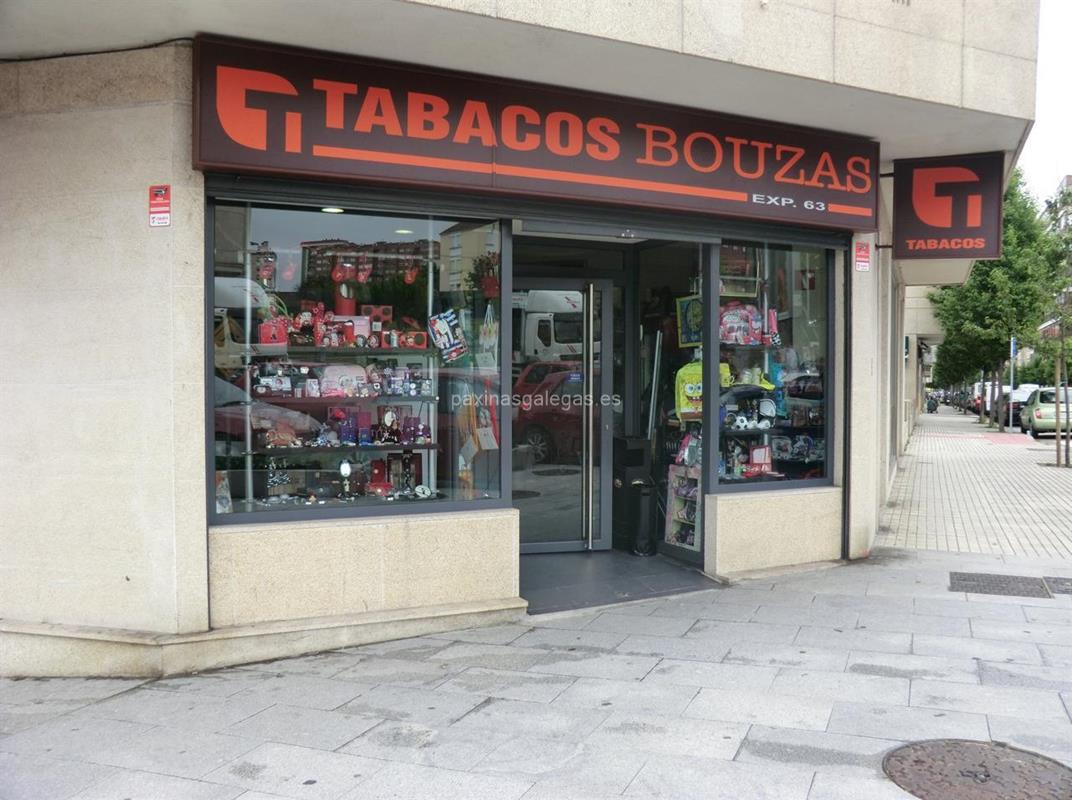 TABACOS BOUZAS
EXP. 63
TABACOS
paxinasgalegas.es